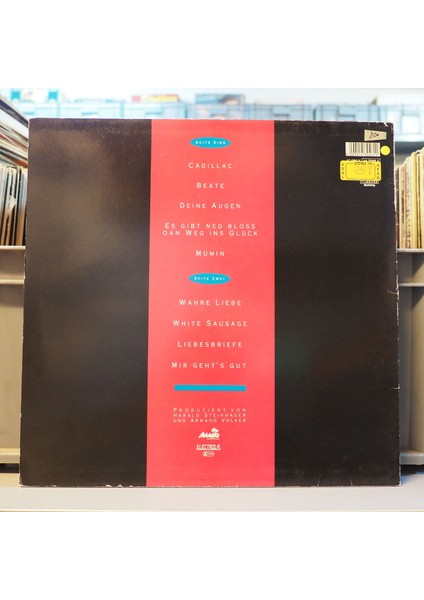 SEITE EINS
CADILLAC
BEATE
DEINE AUGEN
ES GIBT NED BLOSS
OAN WEG INS GLÜCK
MÜMIN
SEITE ZWEI
WAHRE LIEBE
WHITE SAUSAGE
LIEBESBRIEFE
MIR GEHT'S GUT
PRODUZIERT VON
HARALD STEINHAUER
UND ARMAND VOLKER
ELECTROLA